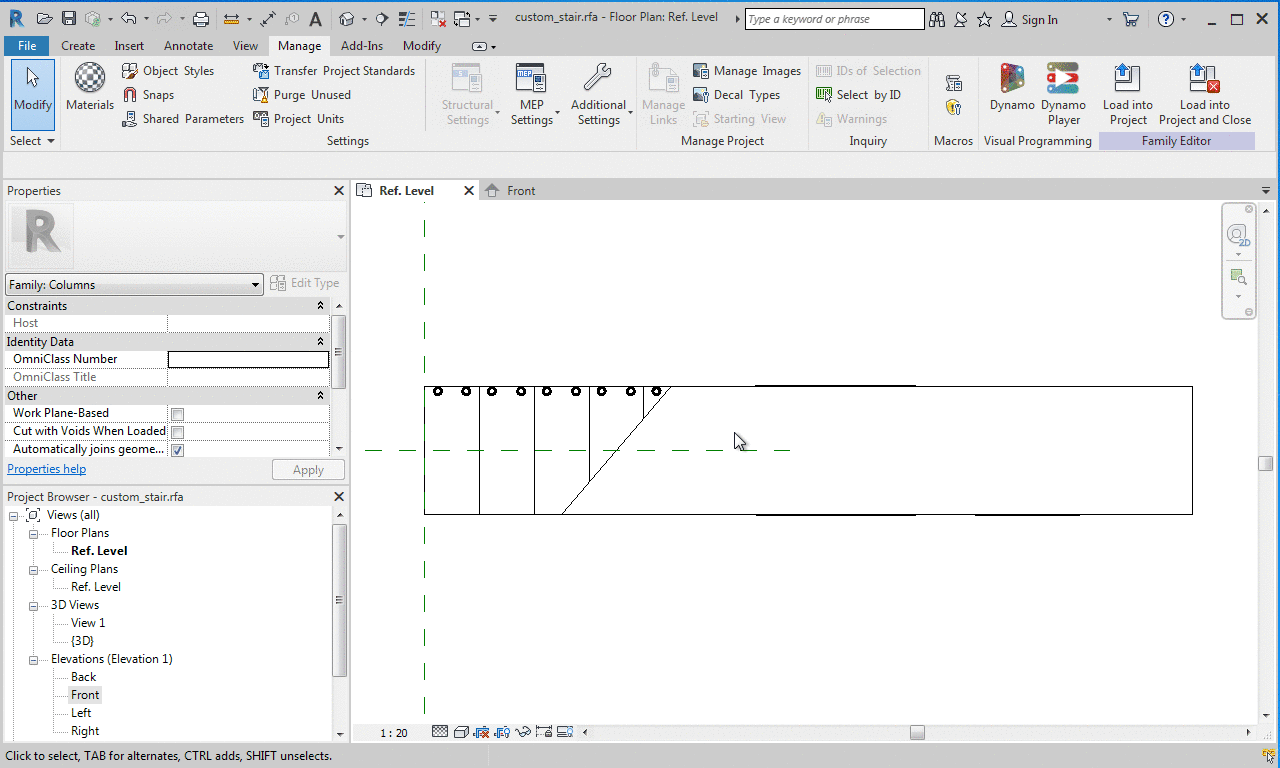 custom_stair.rfa - Floor Plan: Ref. Level
Type a keyword or phrase
Sign In
File Create Insert Annotate View Manage Add-Ins Modify
Modify
Select
Materials
Object Styles
Snaps
Shared Parameters
Transfer Project Standards
Purge Unused
Project Units
Structural
Settings
MEP
Settings
Additional
Settings
Settings
Manage
Links
Manage Images
Decal Types
Starting View
Manage Project
IDs of Selection
Select by ID
Warnings
Inquiry
Macros
Dynamo
Dynamo
Player
Visual Programming
Load into
Project
Load into
Project and Close
Family Editor
Properties
R
Family: Columns
Edit Type
Constraints
Host
Identity Data
OmniClass Number
OmniClass Title
Other
Work Plane-Based
Cut with Voids When Loaded
Automatically joins geome...
Properties help
Apply
Project Browser - custom_stair.rfa
Views (all)
Floor Plans
Ref. Level
Ceiling Plans
Ref. Level
3D Views
View 1
{3D}
Elevations (Elevation 1)
Back
Front
Left
Right
Ref. Level
Front
2D
1 : 20
Click to select, TAB for alternates, CTRL adds, SHIFT unselects.